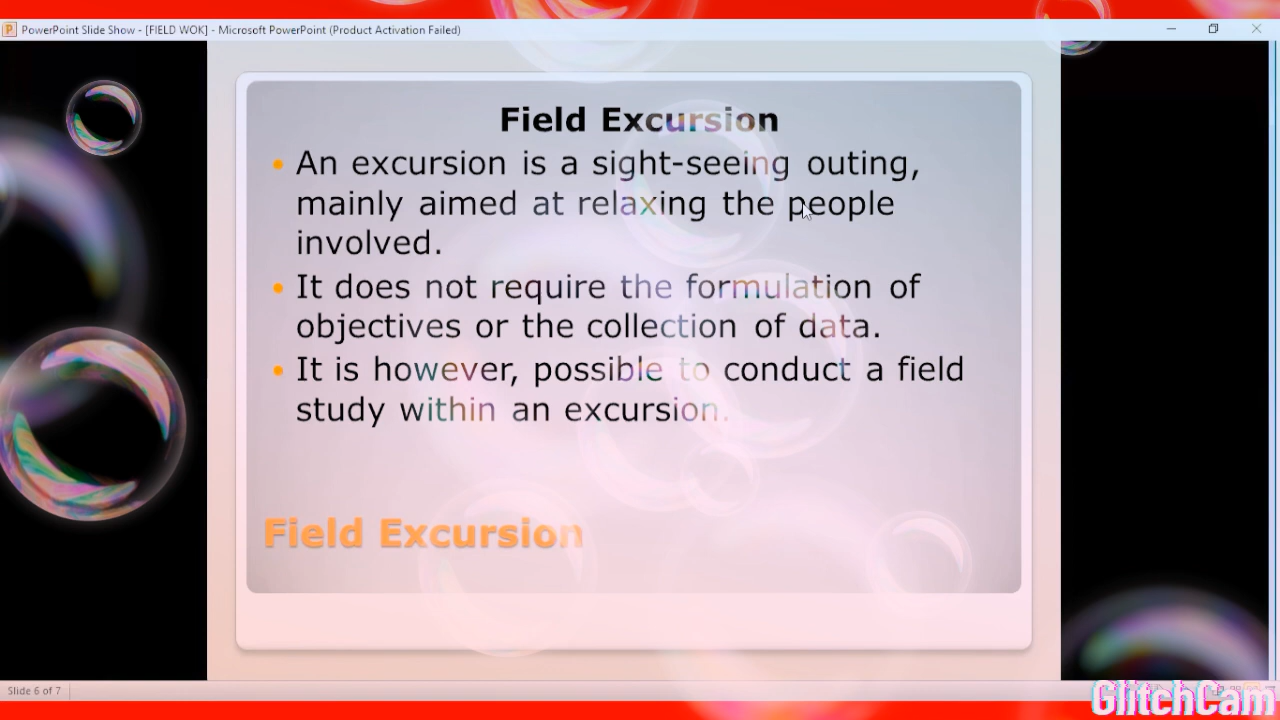 PowerPoint Slide Show - [FIELD WOK] - Microsoft PowerPoint (Product Activation Failed)
Field Excursion
• An excursion is a sight-seeing outing,
mainly aimed at relaxing the people
involved.
• It does not require the formulation of
objectives or the collection of data.
• It is however, possible to conduct a field
study within an excursion.
Field Excursion
Slide 6 of 7
GlitchCam